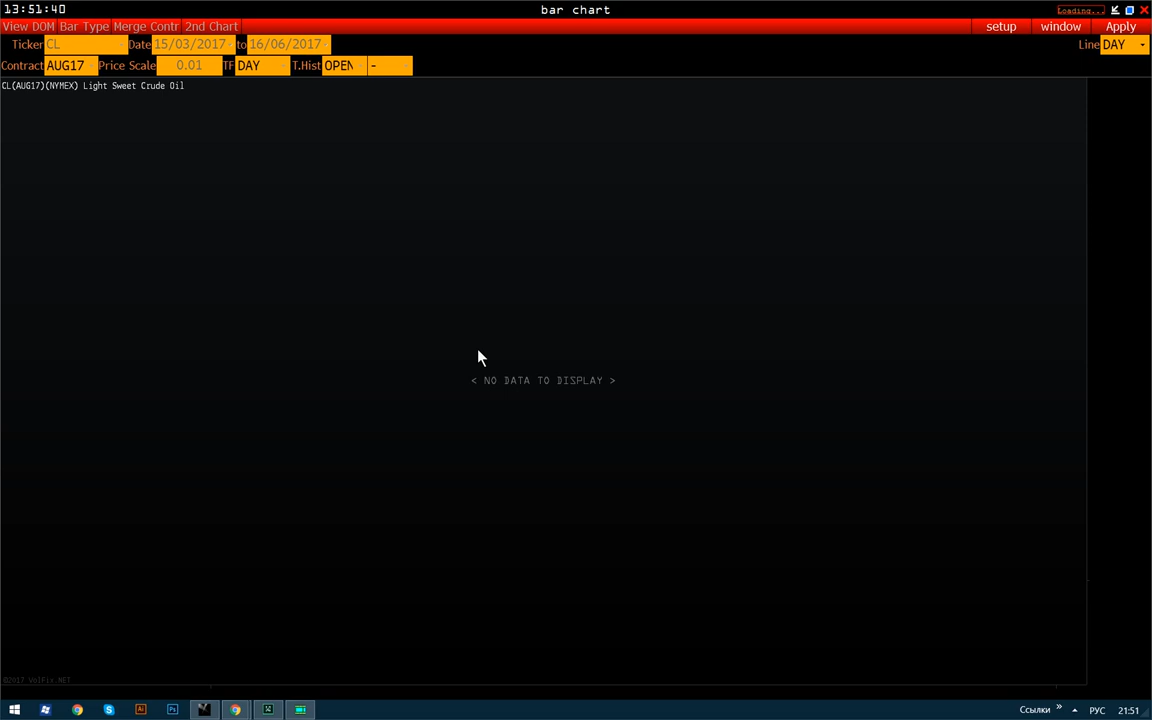 13:51:40 bar chart Loading...
View DOM Bar Type Merge Contr 2nd Chart setup window Apply
Ticker CL Date 15/03/2017 to 16/06/2017 Line DAY
Contract AUG17 Price Scale 0.01 TF DAY T.Hist OPEN -
CL(AUG17)(NYMEX) Light Sweet Crude Oil
< NO DATA TO DISPLAY >
©2017 VolFix.NET
Ai Ps Ссылки » РУС 21:51